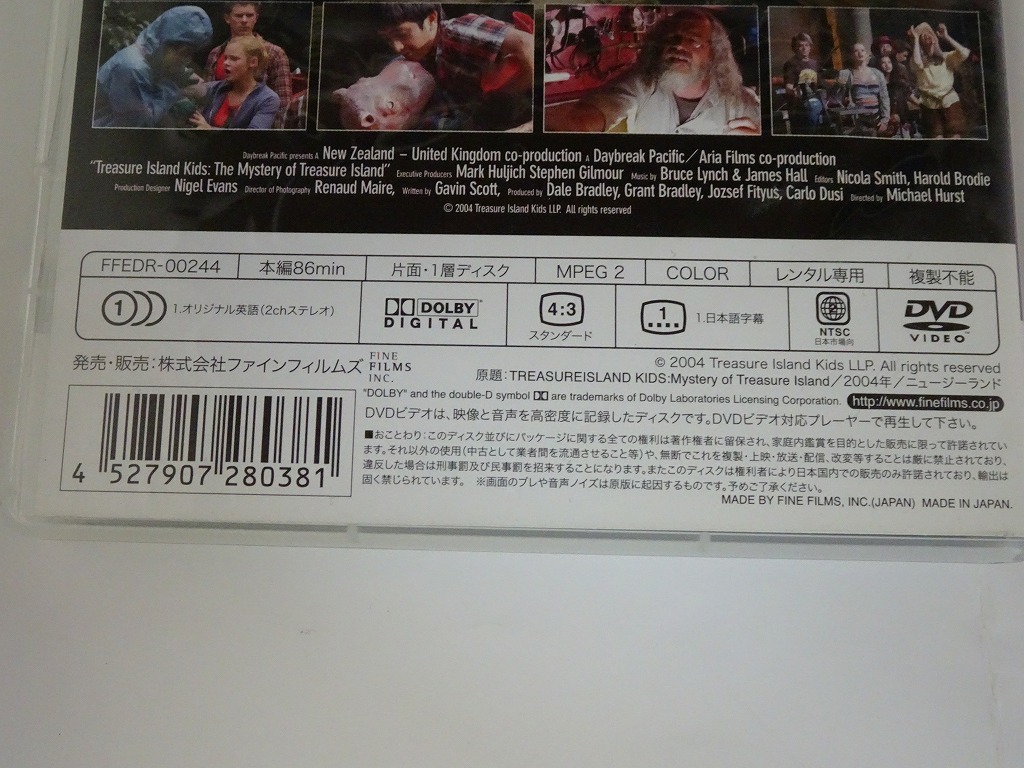 Daybreak Pacific presents A New Zealand – United Kingdom co-production A Daybreak Pacific／Aria Films co-production
"Treasure Island Kids: The Mystery of Treasure Island" Executive Producers Mark Huljich Stephen Gilmour Music by Bruce Lynch & James Hall Editors Nicola Smith, Harold Brodie
Production Designer Nigel Evans Director of Photography Renaud Maire, Written by Gavin Scott, Produced by Dale Bradley, Grant Bradley, Jozsef Fityus, Carlo Dusi Directed by Michael Hurst
© 2004 Treasure Island Kids LLP. All rights reserved
FFEDR-00244 本編86min 片面・1層ディスク MPEG 2 COLOR レンタル専用 複製不能
1 1.オリジナル英語（2chステレオ）
DOLBY
DIGITAL
4:3
スタンダード
1 1.日本語字幕
2
NTSC
日本市場向
DVD
VIDEO
発売・販売：株式会社ファインフィルムズ
FINE
FILMS
INC.
© 2004 Treasure Island Kids LLP. All rights reserved
原題：TREASUREISLAND KIDS:Mystery of Treasure Island／2004年／ニュージーランド
"DOLBY" and the double-D symbol are trademarks of Dolby Laboratories Licensing Corporation. http://www.finefilms.co.jp
DVDビデオは、映像と音声を高密度に記録したディスクです。DVDビデオ対応プレーヤーで再生して下さい。
■おことわり：このディスク並びにパッケージに関する全ての権利は著作権者に留保され、家庭内鑑賞を目的とした販売に限って許諾されてい
ます。それ以外の使用（中古として業者間を流通させること等）や、無断でこれを複製・上映・放送・配信、改変等することは厳に禁止されており、
違反した場合は刑事罰及び民事罰を招来することになります。またこのディスクは権利者により日本国内での販売のみ許諾されており、輸出は
固く禁じられています。 ※画面のブレや音声ノイズは原版に起因するものです。予めご了承ください。
MADE BY FINE FILMS, INC.(JAPAN) MADE IN JAPAN.
4 527907 280381